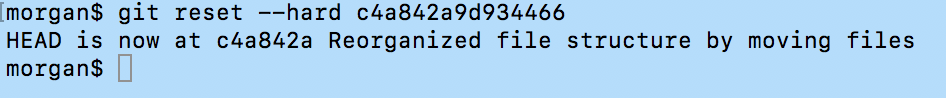 morgan$ git reset --hard c4a842a9d934466
HEAD is now at c4a842a Reorganized file structure by moving files
morgan$